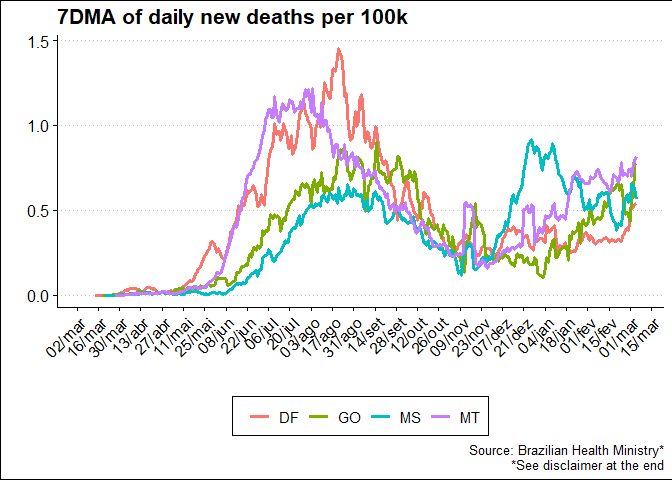 7DMA of daily new deaths per 100k
1.5
1.0
0.5
0.0
02/mar
16/mar
30/mar
13/abr
27/abr
11/mai
25/mai
08/jun
22/jun
06/jul
20/jul
03/ago
17/ago
31/ago
14/set
28/set
12/out
26/out
09/nov
23/nov
07/dez
21/dez
04/jan
18/jan
01/fev
15/fev
01/mar
15/mar
DF GO MS MT
Source: Brazilian Health Ministry*
*See disclaimer at the end